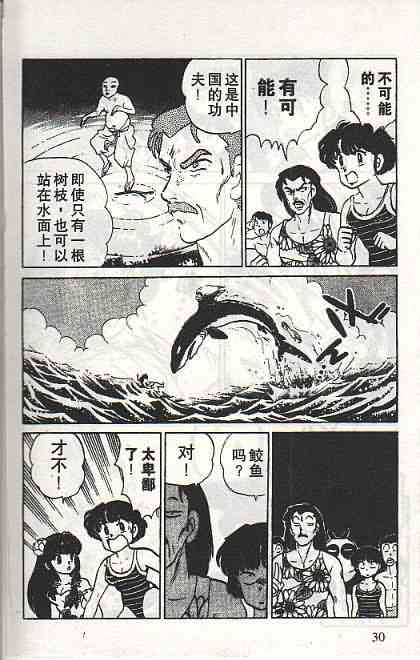 不可能
的……
有可
能！
这是中
国的功
夫！
即使只有一根
树枝，也可以
站在水面上！
鲛鱼
吗？
对！
太卑鄙
了！
才不！
30